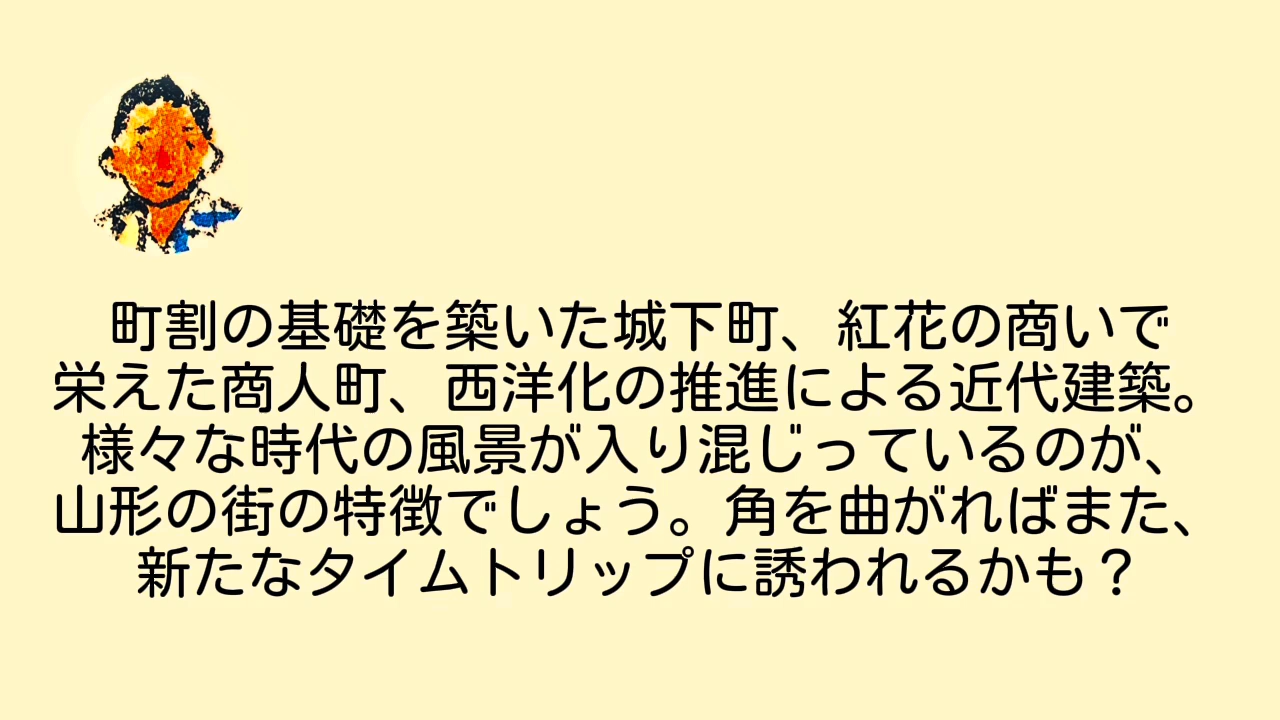 町割の基礎を築いた城下町、紅花の商いで
栄えた商人町、西洋化の推進による近代建築。
様々な時代の風景が入り混じっているのが、
山形の街の特徴でしょう。角を曲がればまた、
新たなタイムトリップに誘われるかも？